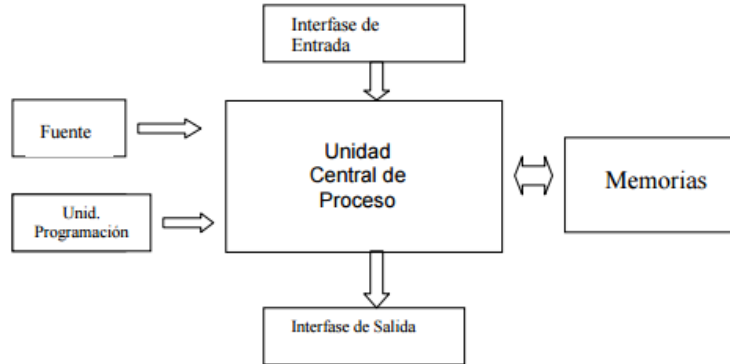 Interfase de
Entrada
Fuente
Unid.
Programación
Unidad
Central de
Proceso
Memorias
Interfase de Salida